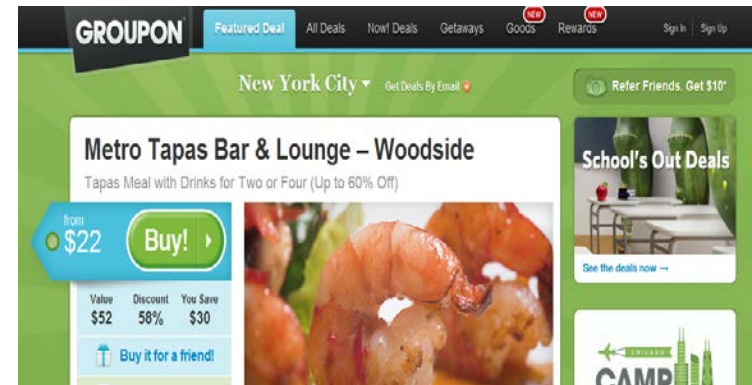 GROUPON
Featured Deal All Deals Now! Deals Getaways Goods Rewards Sign In Sign Up
NEW NEW
New York City Get Deals By Email
Refer Friends. Get $10*
Metro Tapas Bar & Lounge – Woodside
Tapas Meal with Drinks for Two or Four (Up to 60% Off)
from
$22
Buy!
Value Discount You Save
$52 58% $30
Buy it for a friend!
School's Out Deals
See the deals now →
CHICAGO
CAMP